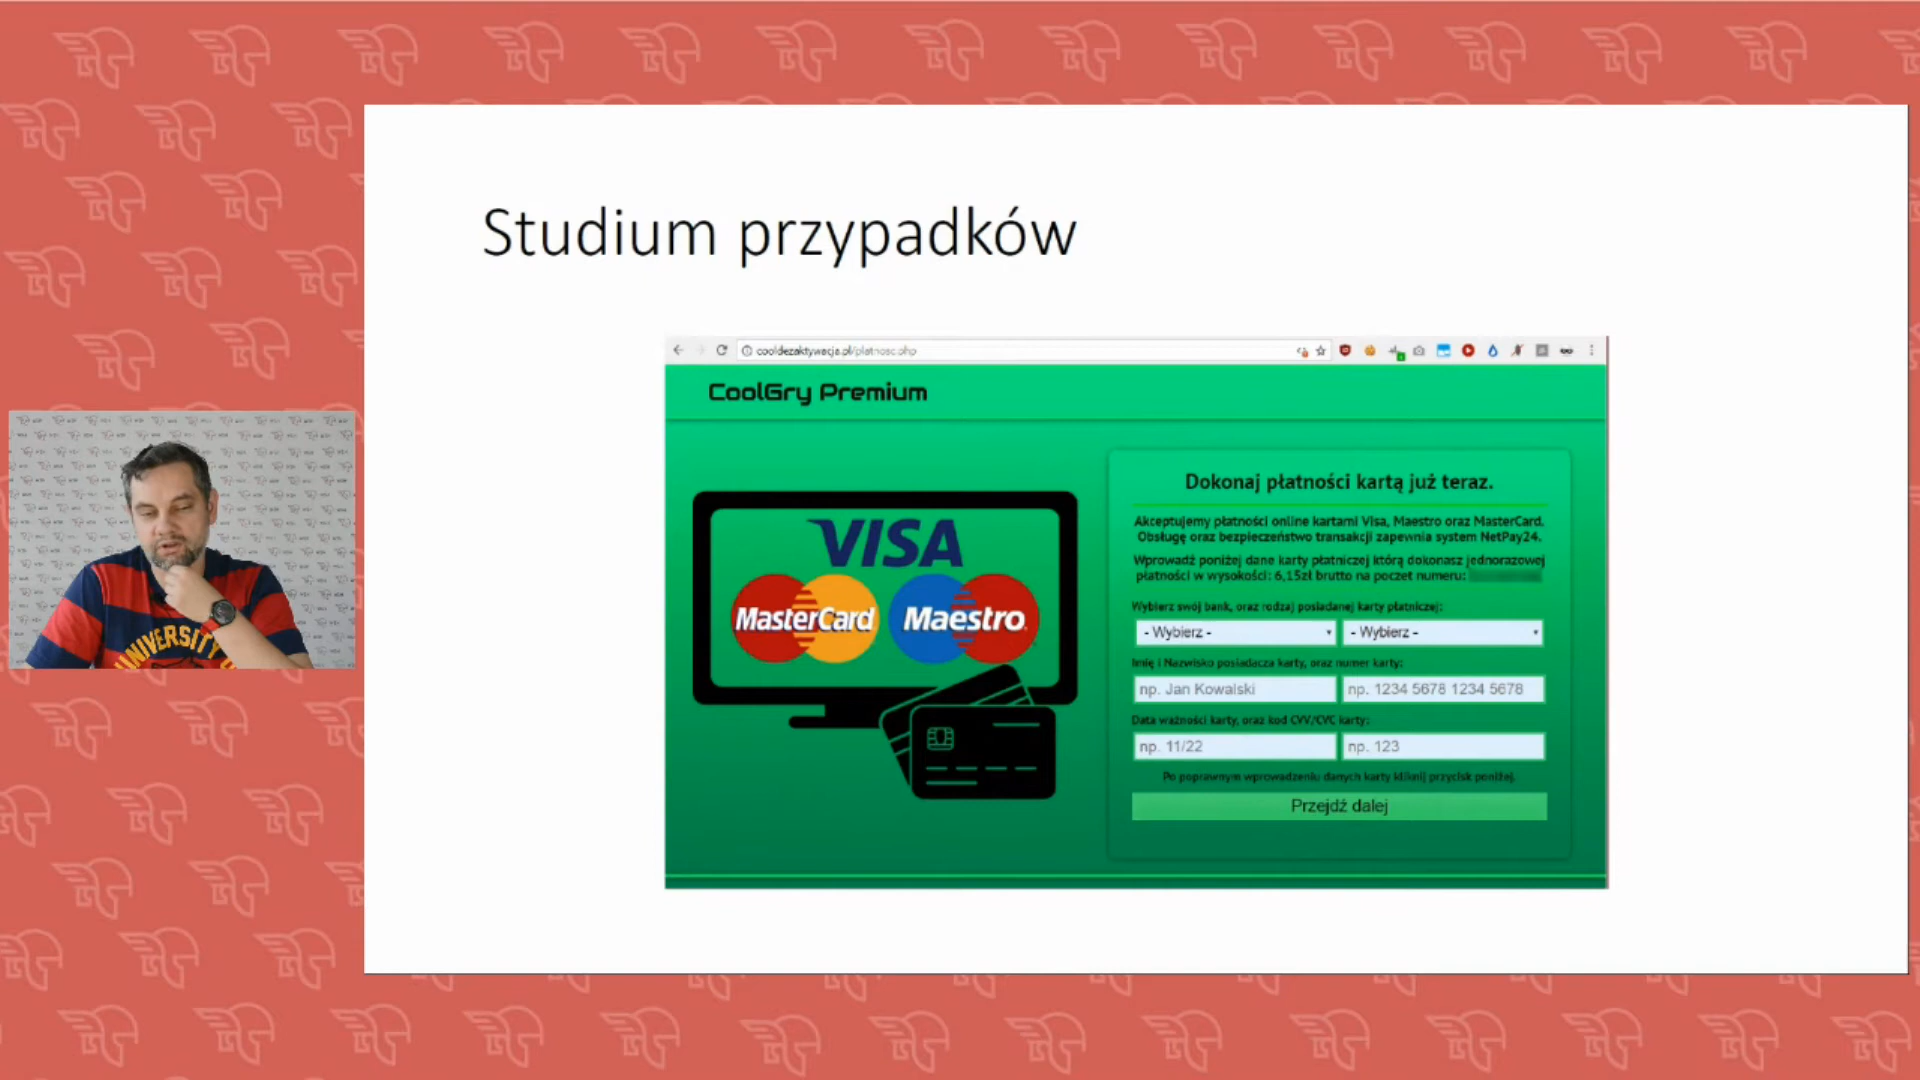 Studium przypadków
cooldezaktywacja.pl/platnosc.php
CoolGry Premium
VISA
MasterCard
Maestro
Dokonaj płatności kartą już teraz.
Akceptujemy płatności online kartami Visa, Maestro oraz MasterCard.
Obsługę oraz bezpieczeństwo transakcji zapewnia system NetPay24.
Wprowadź poniżej dane karty płatniczej którą dokonasz jednorazowej
płatności w wysokości: 6,15zł brutto na poczet numeru:
Wybierz swój bank, oraz rodzaj posiadanej karty płatniczej:
- Wybierz - - Wybierz -
Imię i Nazwisko posiadacza karty, oraz numer karty:
np. Jan Kowalski np. 1234 5678 1234 5678
Data ważności karty, oraz kod CVV/CVC karty:
np. 11/22 np. 123
Po poprawnym wprowadzeniu danych karty kliknij przycisk poniżej.
Przejdź dalej
UNIVERSITY